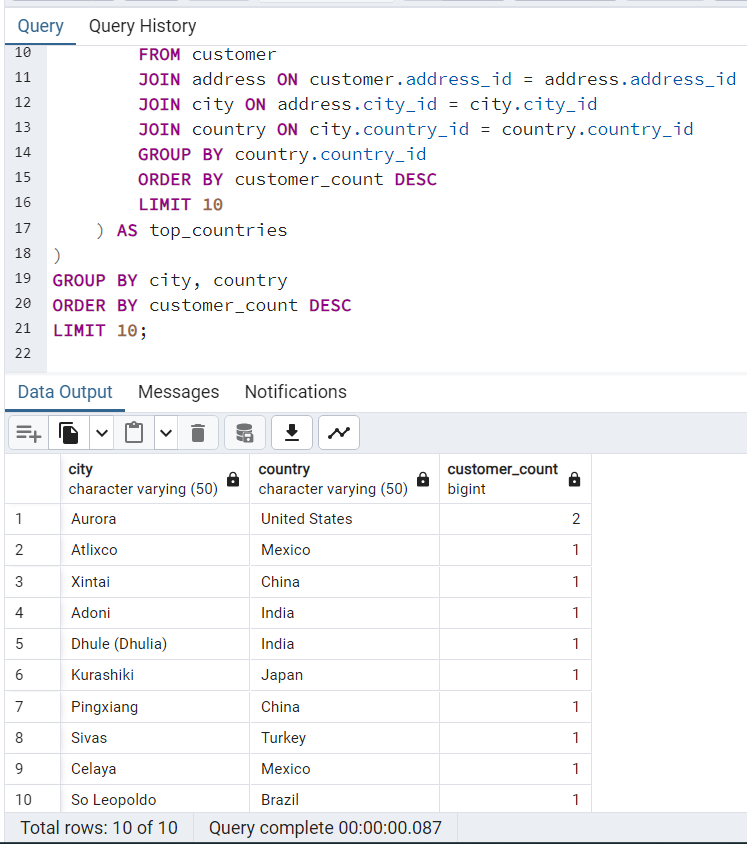 Query Query History
10 FROM customer
11 JOIN address ON customer.address_id = address.address_id
12 JOIN city ON address.city_id = city.city_id
13 JOIN country ON city.country_id = country.country_id
14 GROUP BY country.country_id
15 ORDER BY customer_count DESC
16 LIMIT 10
17 ) AS top_countries
18 )
19 GROUP BY city, country
20 ORDER BY customer_count DESC
21 LIMIT 10;
22
Data Output Messages Notifications
city country customer_count
character varying (50) character varying (50) bigint
1 Aurora United States 2
2 Atlixco Mexico 1
3 Xintai China 1
4 Adoni India 1
5 Dhule (Dhulia) India 1
6 Kurashiki Japan 1
7 Pingxiang China 1
8 Sivas Turkey 1
9 Celaya Mexico 1
10 So Leopoldo Brazil 1
Total rows: 10 of 10 Query complete 00:00:00.087